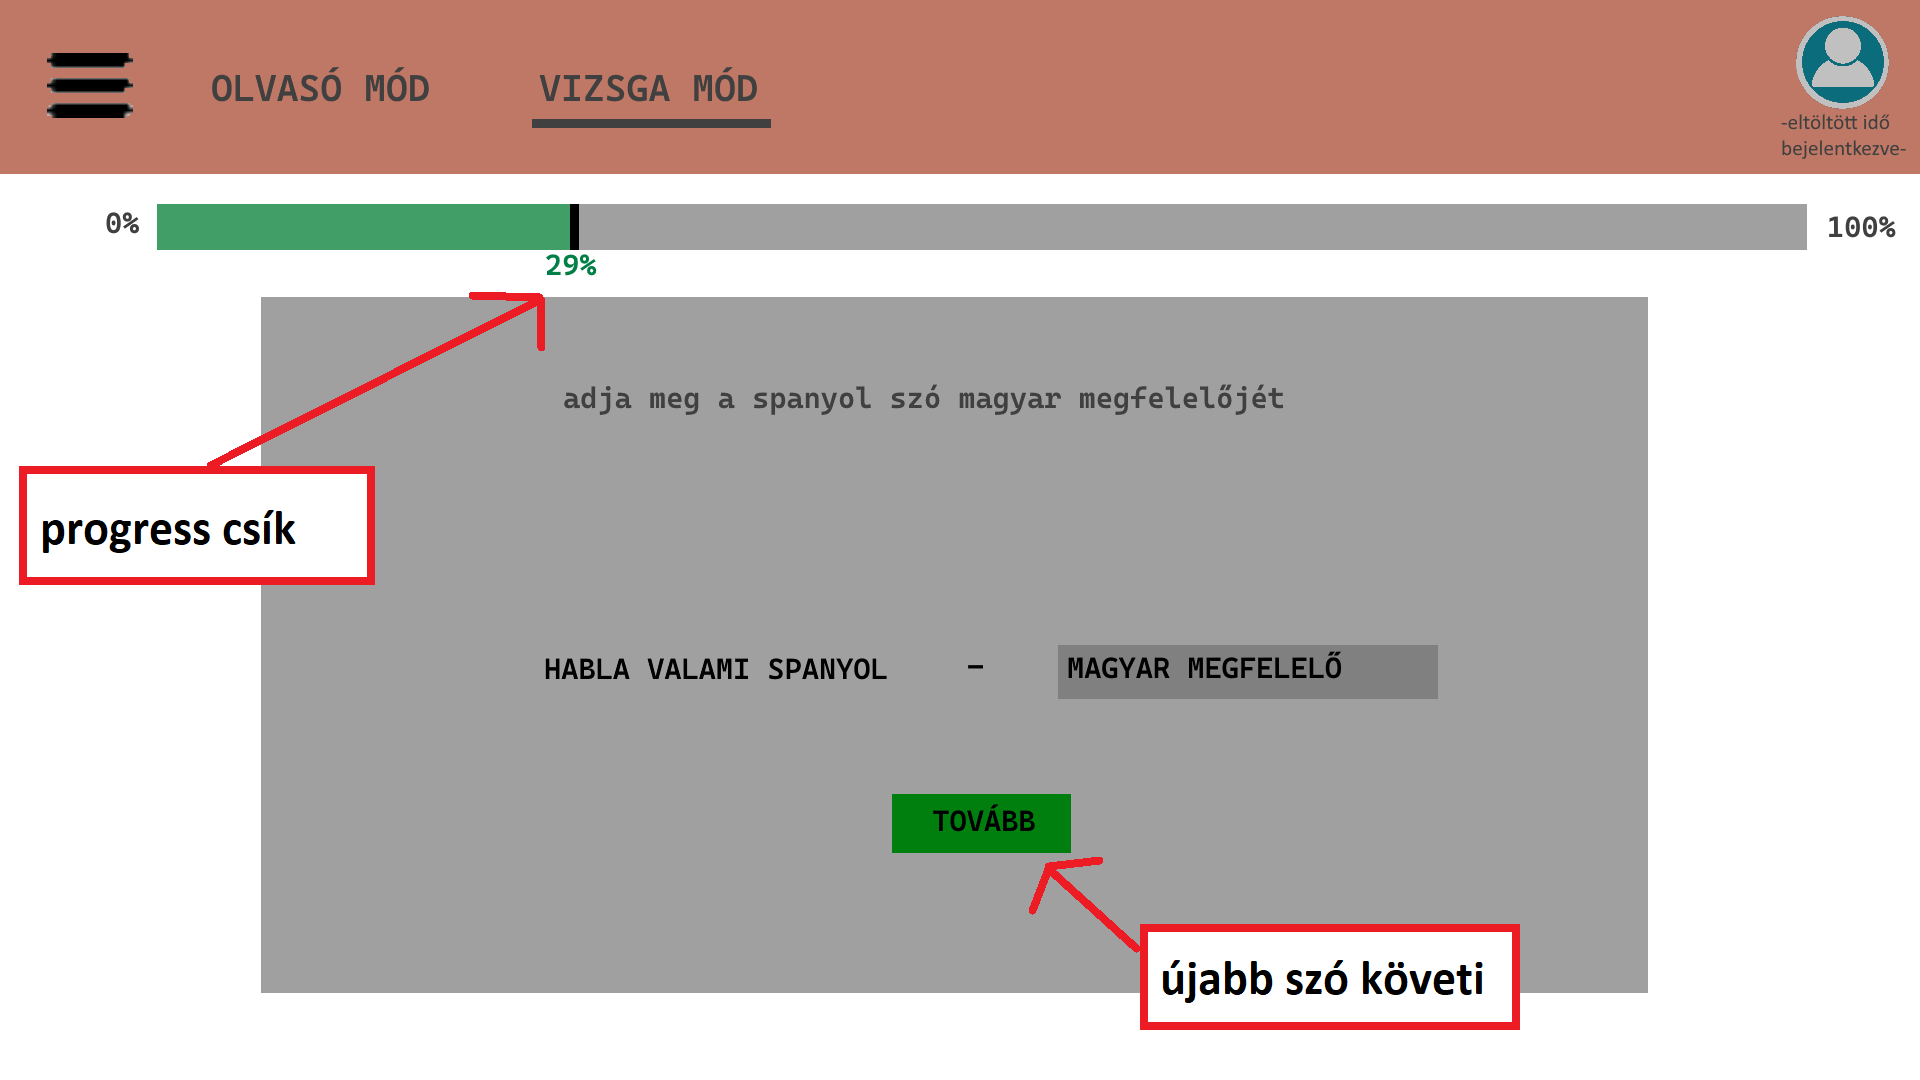 OLVASÓ MÓD
VIZSGA MÓD
-eltöltött idő
bejelentkezve-
0%
100%
29%
adja meg a spanyol szó magyar megfelelőjét
progress csík
HABLA VALAMI SPANYOL – MAGYAR MEGFELELŐ
TOVÁBB
újabb szó követi